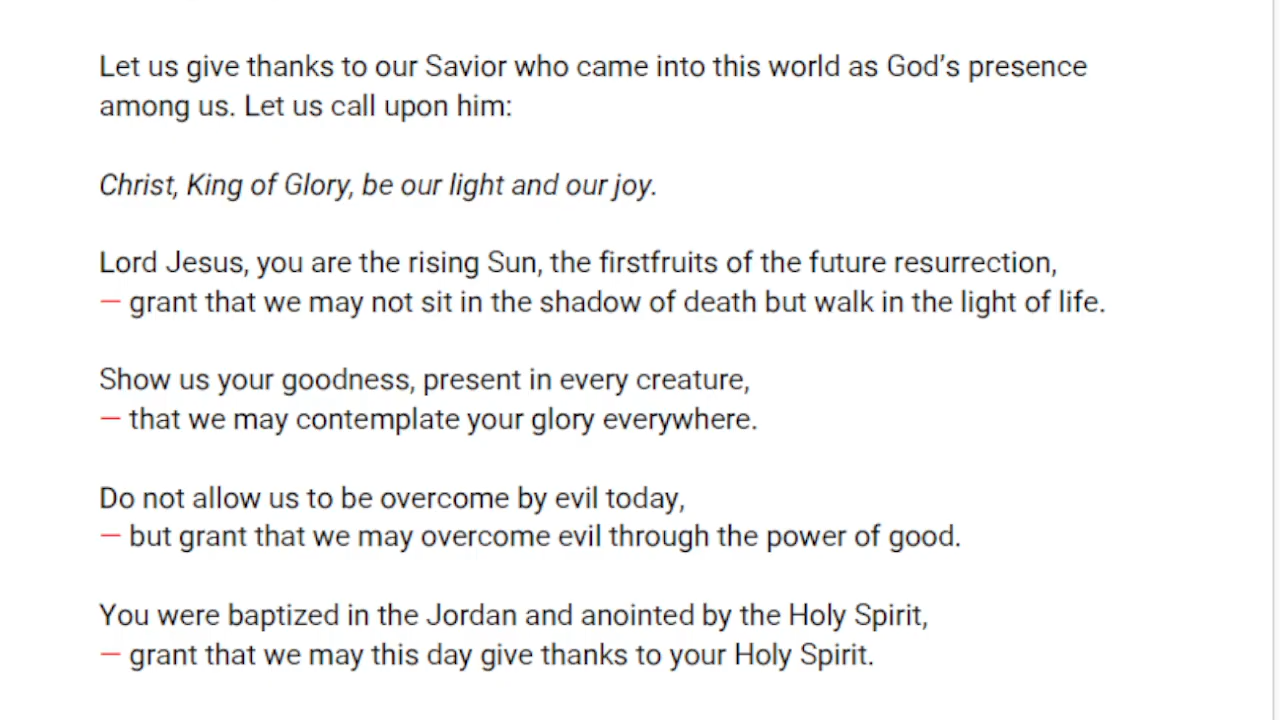 Let us give thanks to our Savior who came into this world as God’s presence
among us. Let us call upon him:
Christ, King of Glory, be our light and our joy.
Lord Jesus, you are the rising Sun, the firstfruits of the future resurrection,
— grant that we may not sit in the shadow of death but walk in the light of life.
Show us your goodness, present in every creature,
— that we may contemplate your glory everywhere.
Do not allow us to be overcome by evil today,
— but grant that we may overcome evil through the power of good.
You were baptized in the Jordan and anointed by the Holy Spirit,
— grant that we may this day give thanks to your Holy Spirit.